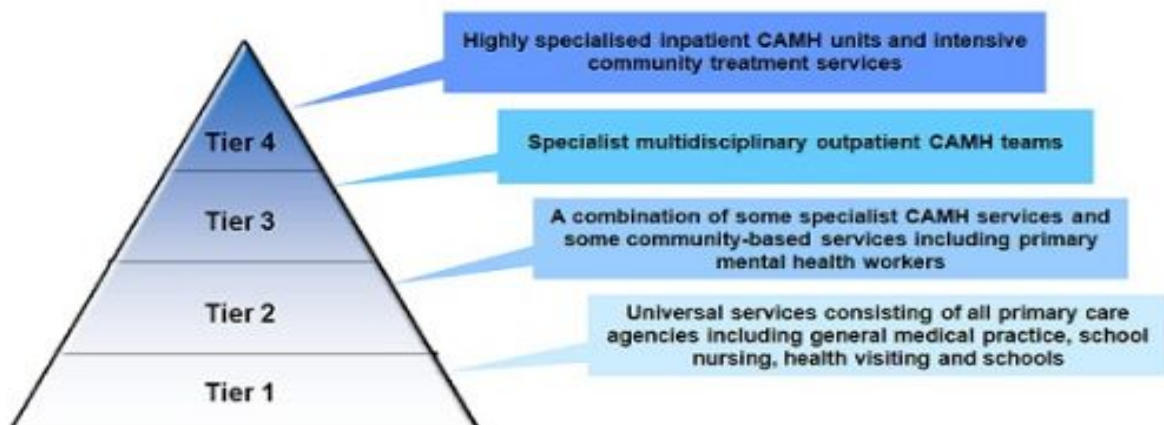 Highly specialised inpatient CAMH units and intensive
community treatment services
Tier 4
Specialist multidisciplinary outpatient CAMH teams
Tier 3
A combination of some specialist CAMH services and
some community-based services including primary
mental health workers
Tier 2
Universal services consisting of all primary care
agencies including general medical practice, school
nursing, health visiting and schools
Tier 1